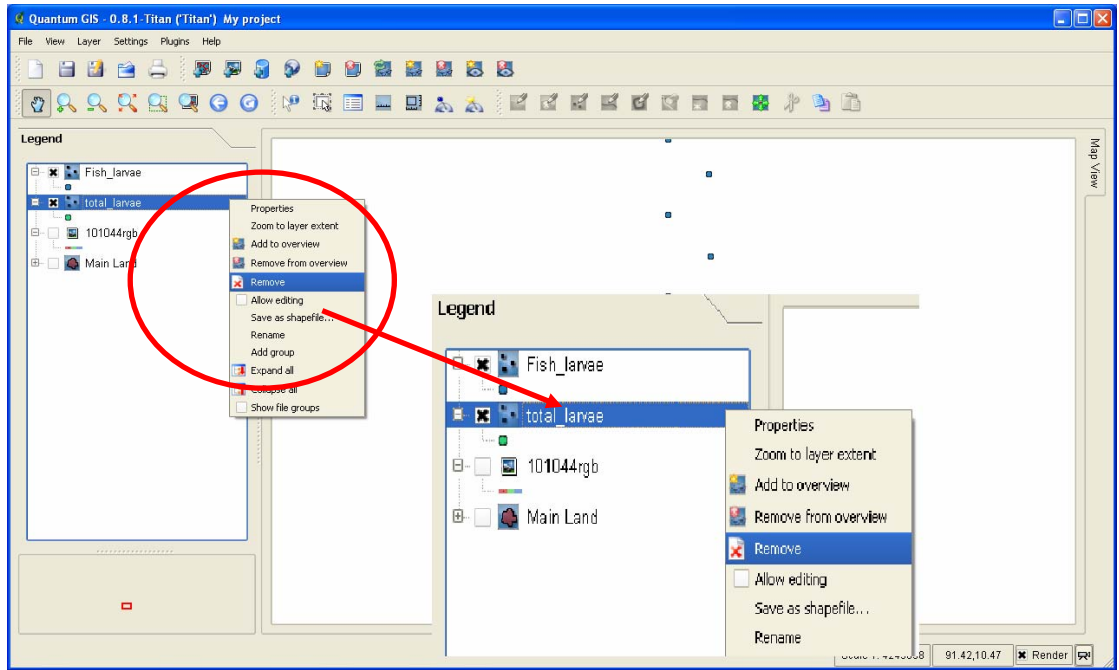 Quantum GIS - 0.8.1-Titan ('Titan') My project
File View Layer Settings Plugins Help
Legend
Fish_larvae
total_larvae
101044rgb
Main Land
Properties
Zoom to layer extent
Add to overview
Remove from overview
Remove
Allow editing
Save as shapefile...
Rename
Add group
Expand all
Collapse all
Show file groups
Map View
Legend
Fish_larvae
total_larvae
101044rgb
Main Land
Properties
Zoom to layer extent
Add to overview
Remove from overview
Remove
Allow editing
Save as shapefile...
Rename
91.42,10.47 Render